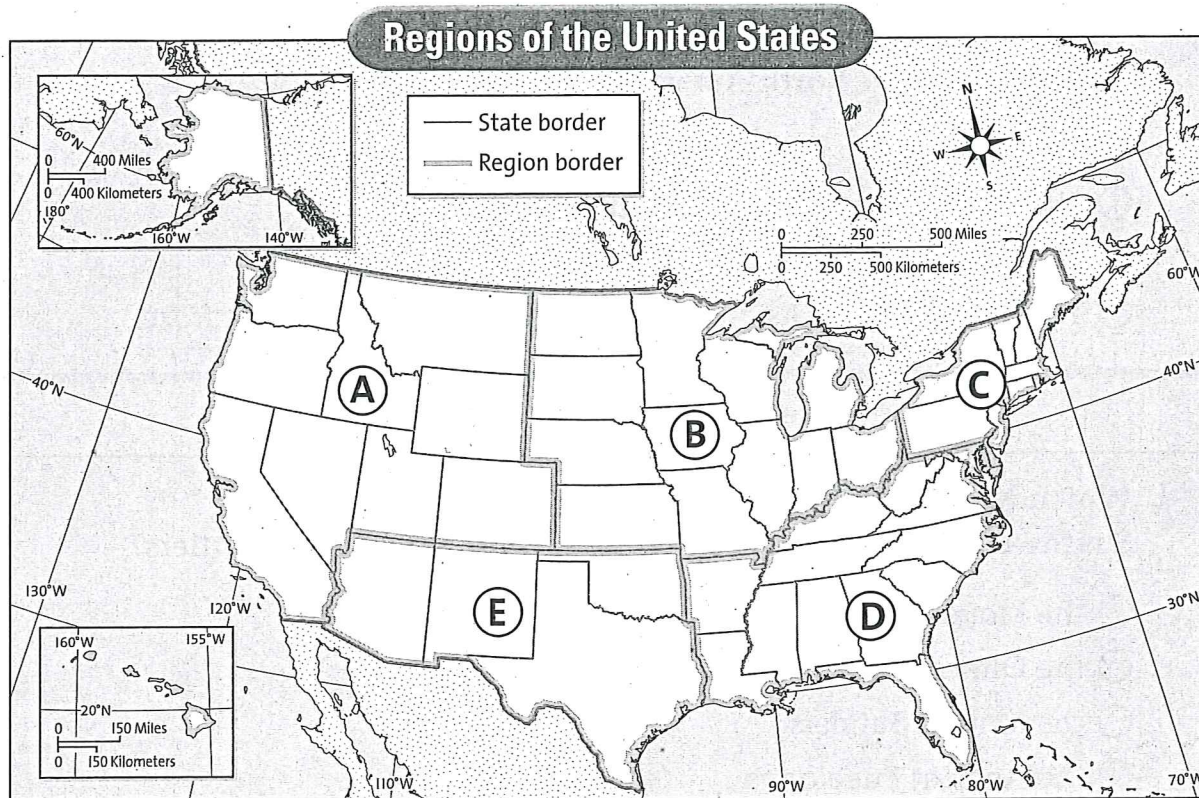 Regions of the United States
State border
Region border
N
E
W
S
60°N
0 400 Miles
0 400 Kilometers
180°
160°W
140°W
0 250 500 Miles
0 250 500 Kilometers
60°W
40°N
40°N
A
B
C
D
E
130°W
120°W
30°N
160°W
155°W
20°N
0 150 Miles
0 150 Kilometers
110°W
90°W
80°W
70°W